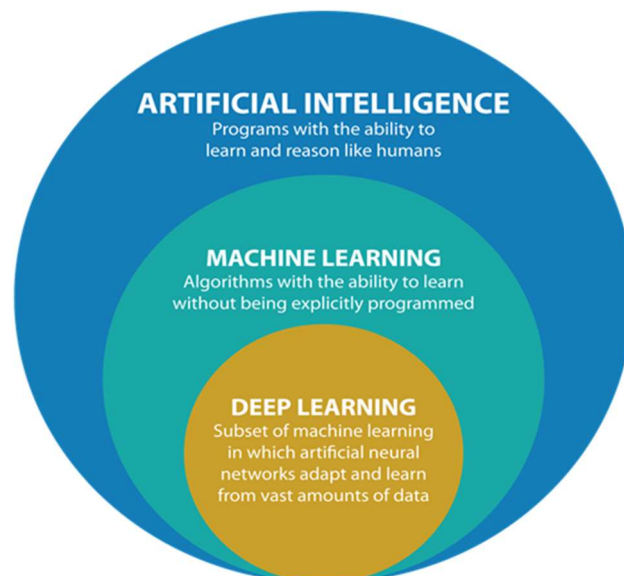 ARTIFICIAL INTELLIGENCE
Programs with the ability to
learn and reason like humans
MACHINE LEARNING
Algorithms with the ability to learn
without being explicitly programmed
DEEP LEARNING
Subset of machine learning
in which artificial neural
networks adapt and learn
from vast amounts of data